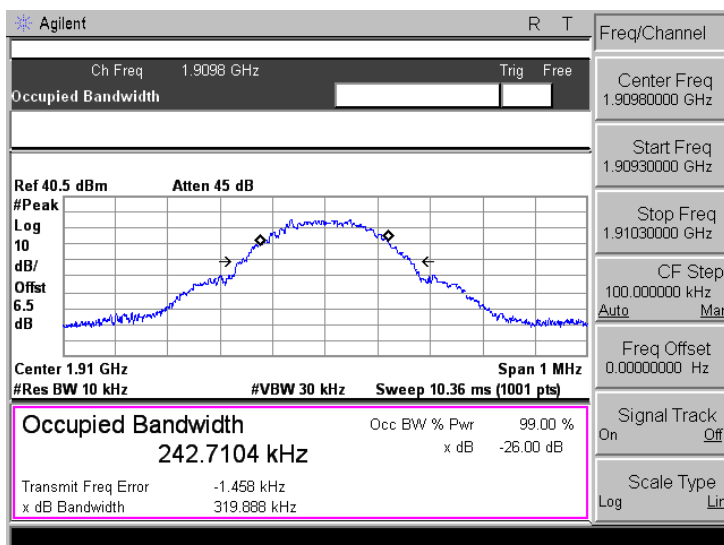 Agilent R T
Freq/Channel
Ch Freq 1.9098 GHz Trig Free
Occupied Bandwidth
Center Freq
1.90980000 GHz
Start Freq
1.90930000 GHz
Stop Freq
1.91030000 GHz
CF Step
100.000000 kHz
Auto Man
Freq Offset
0.00000000 Hz
Signal Track
On Off
Scale Type
Log Lin
Ref 40.5 dBm Atten 45 dB
#Peak
Log
10
dB/
Offst
6.5
dB
Center 1.91 GHz Span 1 MHz
#Res BW 10 kHz #VBW 30 kHz Sweep 10.36 ms (1001 pts)
Occupied Bandwidth
242.7104 kHz
Occ BW % Pwr 99.00 %
x dB -26.00 dB
Transmit Freq Error -1.458 kHz
x dB Bandwidth 319.888 kHz